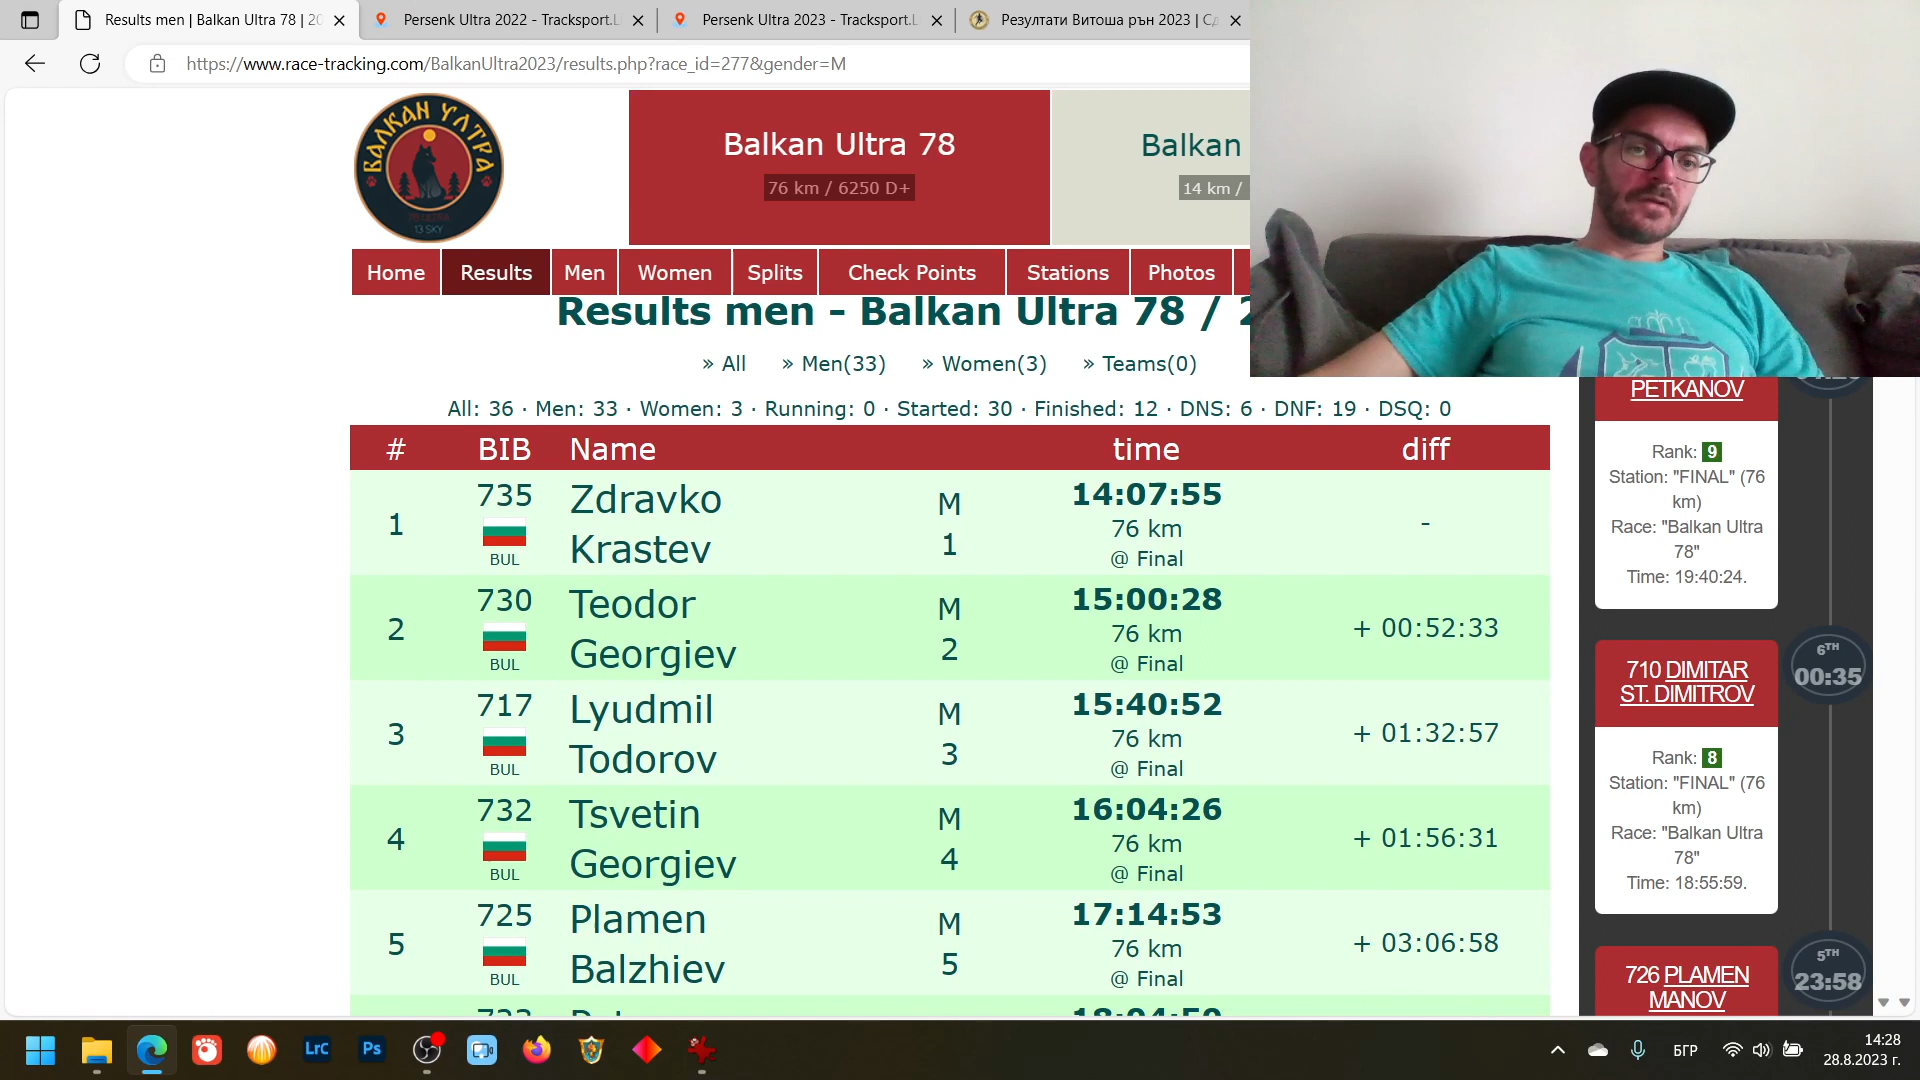 Results men | Balkan Ultra 78 | 20
Persenk Ultra 2022 - Tracksport.L
Persenk Ultra 2023 - Tracksport.L
Резултати Витоша рън 2023 | Сд
https://www.race-tracking.com/BalkanUltra2023/results.php?race_id=277&gender=M
БАЛКАН УЛТРА
13 SKY
Balkan Ultra 78
76 km / 6250 D+
Balkan
14 km /
Home
Results
Men
Women
Splits
Check Points
Stations
Photos
Results men - Balkan Ultra 78 / 2
» All » Men(33) » Women(3) » Teams(0)
All: 36 · Men: 33 · Women: 3 · Running: 0 · Started: 30 · Finished: 12 · DNS: 6 · DNF: 19 · DSQ: 0
# BIB Name time diff
1
735
BUL
Zdravko
Krastev
M
1
14:07:55
76 km
@ Final
-
2
730
BUL
Teodor
Georgiev
M
2
15:00:28
76 km
@ Final
+ 00:52:33
3
717
BUL
Lyudmil
Todorov
M
3
15:40:52
76 km
@ Final
+ 01:32:57
4
732
BUL
Tsvetin
Georgiev
M
4
16:04:26
76 km
@ Final
+ 01:56:31
5
725
BUL
Plamen
Balzhiev
M
5
17:14:53
76 km
@ Final
+ 03:06:58
PETKANOV
Rank: 9
Station: "FINAL" (76
km)
Race: "Balkan Ultra
78"
Time: 19:40:24.
710 DIMITAR
ST. DIMITROV
6TH
00:35
Rank: 8
Station: "FINAL" (76
km)
Race: "Balkan Ultra
78"
Time: 18:55:59.
726 PLAMEN
MANOV
5TH
23:58
LrC
Ps
БГР
14:28
28.8.2023 г.